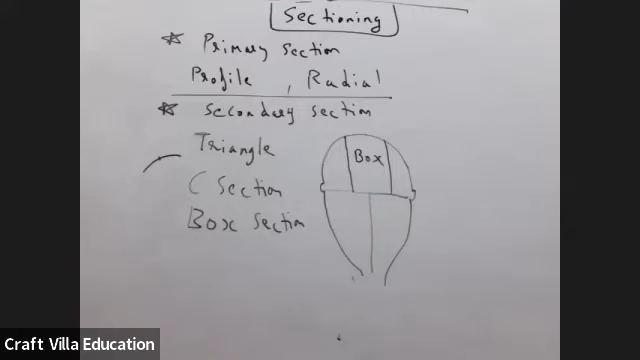 Sectioning
☆ Primary section
Profile , Radial
☆ Secondary section
Triangle
C Section
Box Section
Box
Craft Villa Education